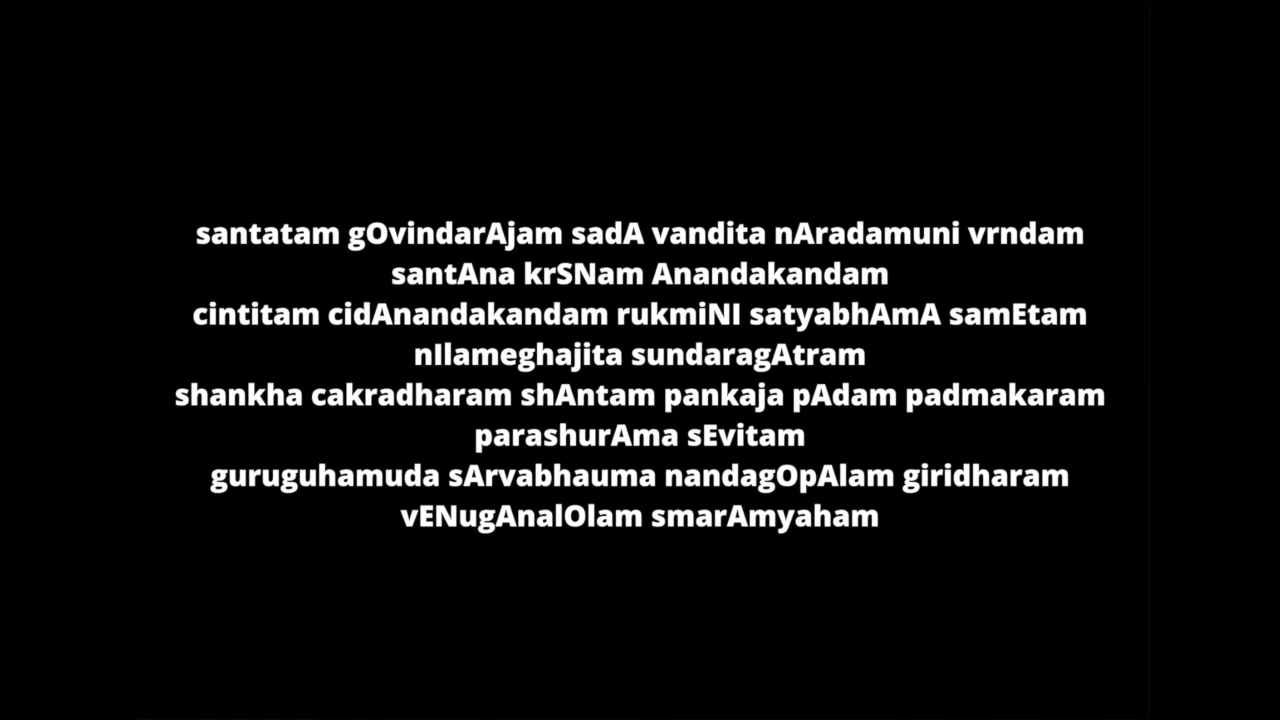 santatam gOvindarAjam sadA vandita nAradamuni vrndam
santAna krSNam Anandakandam
cintitam cidAnandakandam rukmiNI satyabhAmA samEtam
nIlameghajita sundaragAtram
shankha cakradharam shAntam pankaja pAdam padmakaram
parashurAma sEvitam
guruguhamuda sArvabhauma nandagOpAlam giridharam
vENugAnalOlam smarAmyaham